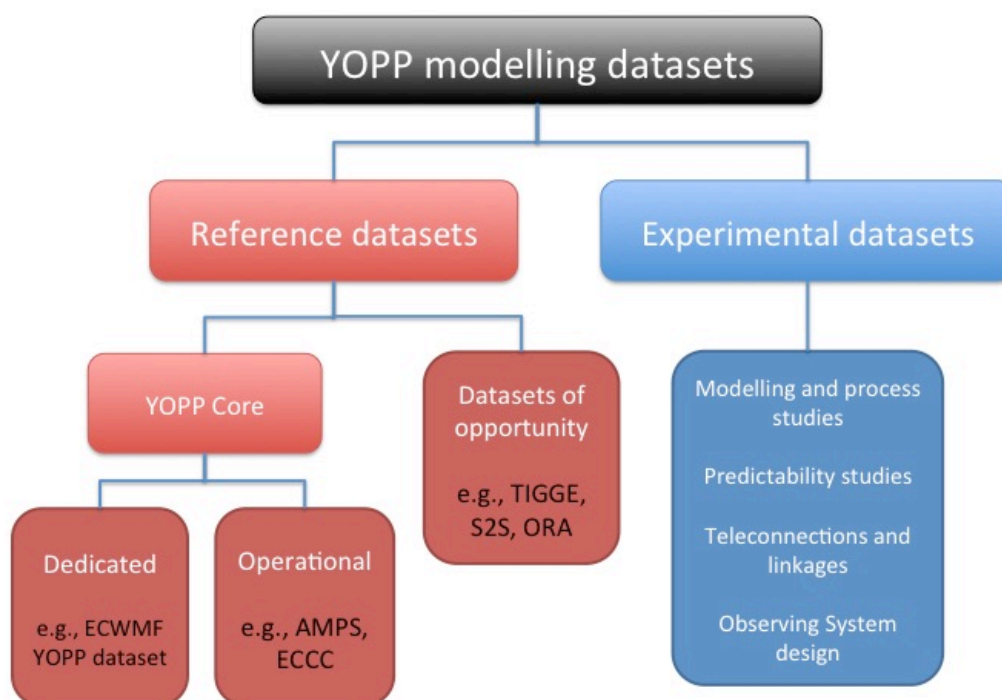 YOPP modelling datasets
Reference datasets
Experimental datasets
YOPP Core
Datasets of
opportunity
e.g., TIGGE,
S2S, ORA
Modelling and process
studies
Predictability studies
Teleconnections and
linkages
Observing System
design
Dedicated
e.g., ECWMF
YOPP dataset
Operational
e.g., AMPS,
ECCC